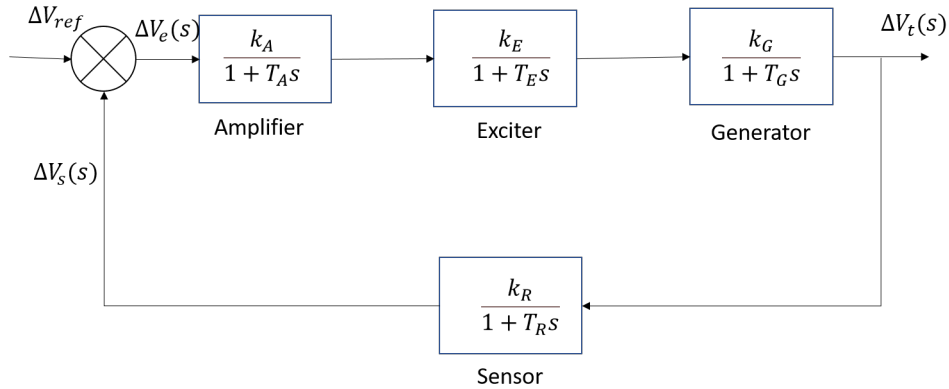 ΔV_ref
ΔV_e(s)
k_A
1 + T_A s
Amplifier
k_E
1 + T_E s
Exciter
k_G
1 + T_G s
Generator
ΔV_t(s)
ΔV_s(s)
k_R
1 + T_R s
Sensor